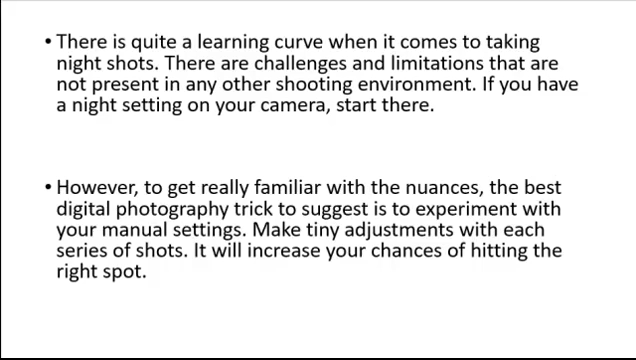 • There is quite a learning curve when it comes to taking
night shots. There are challenges and limitations that are
not present in any other shooting environment. If you have
a night setting on your camera, start there.
• However, to get really familiar with the nuances, the best
digital photography trick to suggest is to experiment with
your manual settings. Make tiny adjustments with each
series of shots. It will increase your chances of hitting the
right spot.